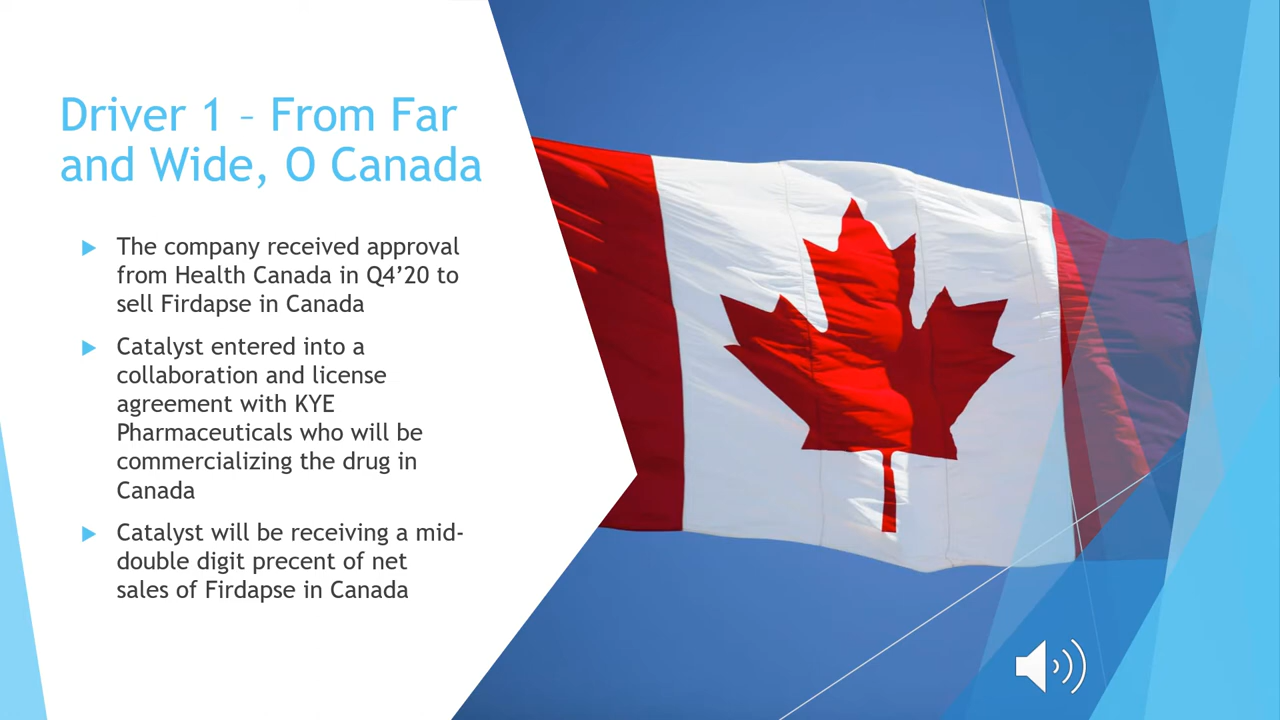 Driver 1 – From Far
and Wide, O Canada
The company received approval
from Health Canada in Q4’20 to
sell Firdapse in Canada
Catalyst entered into a
collaboration and license
agreement with KYE
Pharmaceuticals who will be
commercializing the drug in
Canada
Catalyst will be receiving a mid-
double digit precent of net
sales of Firdapse in Canada